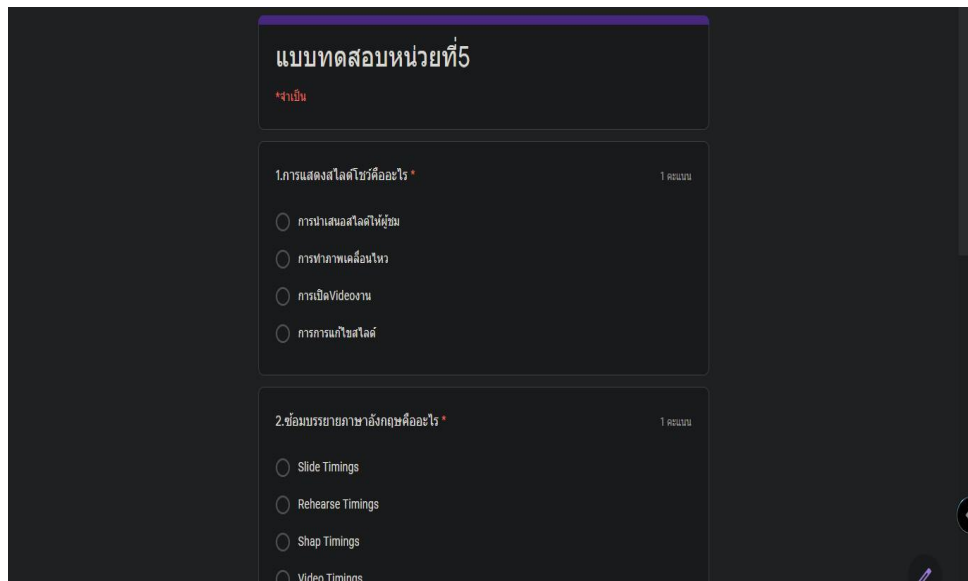 แบบทดสอบหน่วยที่5
*จำเป็น
1.การแสดงสไลด์โชว์คืออะไร *
1 คะแนน
การนำเสนอสไลด์ให้ผู้ชม
การทำภาพเคลื่อนไหว
การเปิดVideoงาน
การการแก้ไขสไลด์
2.ซ้อมบรรยายภาษาอังกฤษคืออะไร *
1 คะแนน
Slide Timings
Rehearse Timings
Shap Timings
Video Timings